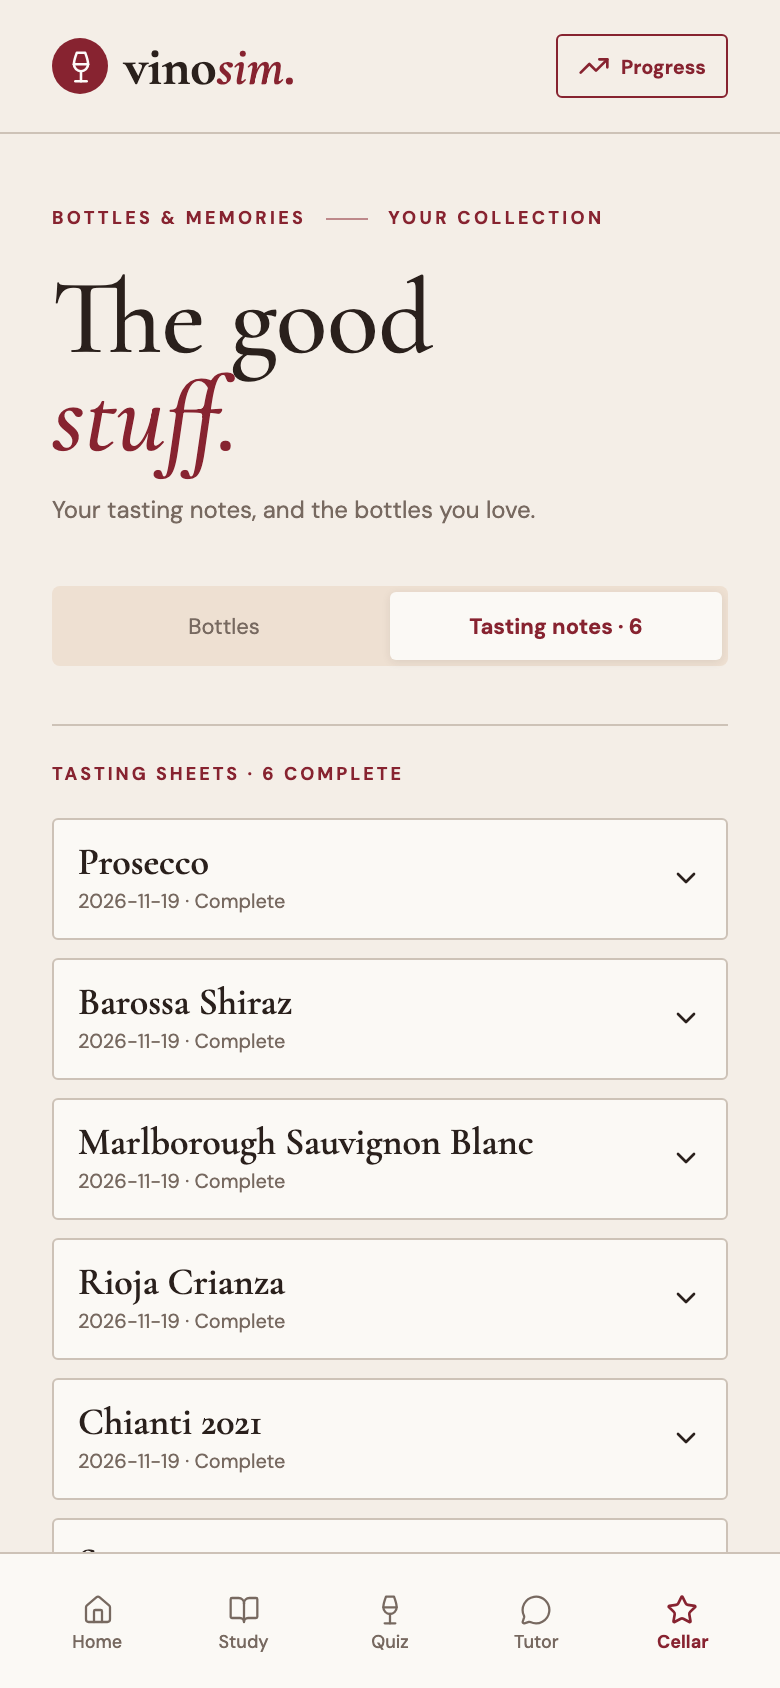 vinosim.
Progress
BOTTLES & MEMORIES — YOUR COLLECTION
The good
stuff.
Your tasting notes, and the bottles you love.
Bottles
Tasting notes · 6
TASTING SHEETS · 6 COMPLETE
Prosecco
2026-11-19 · Complete
Barossa Shiraz
2026-11-19 · Complete
Marlborough Sauvignon Blanc
2026-11-19 · Complete
Rioja Crianza
2026-11-19 · Complete
Chianti 2021
2026-11-19 · Complete
Home
Study
Quiz
Tutor
Cellar